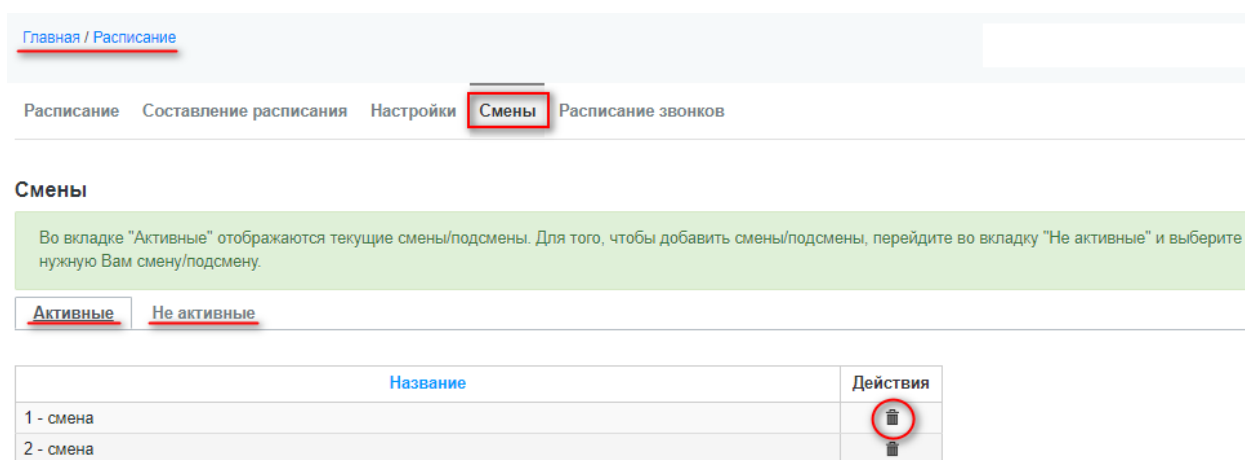 Главная / Расписание
Расписание Составление расписания Настройки Смены Расписание звонков
Смены
Во вкладке "Активные" отображаются текущие смены/подсмены. Для того, чтобы добавить смены/подсмены, перейдите во вкладку "Не активные" и выберите
нужную Вам смену/подсмену.
Активные Не активные
Название Действия
1 - смена
2 - смена